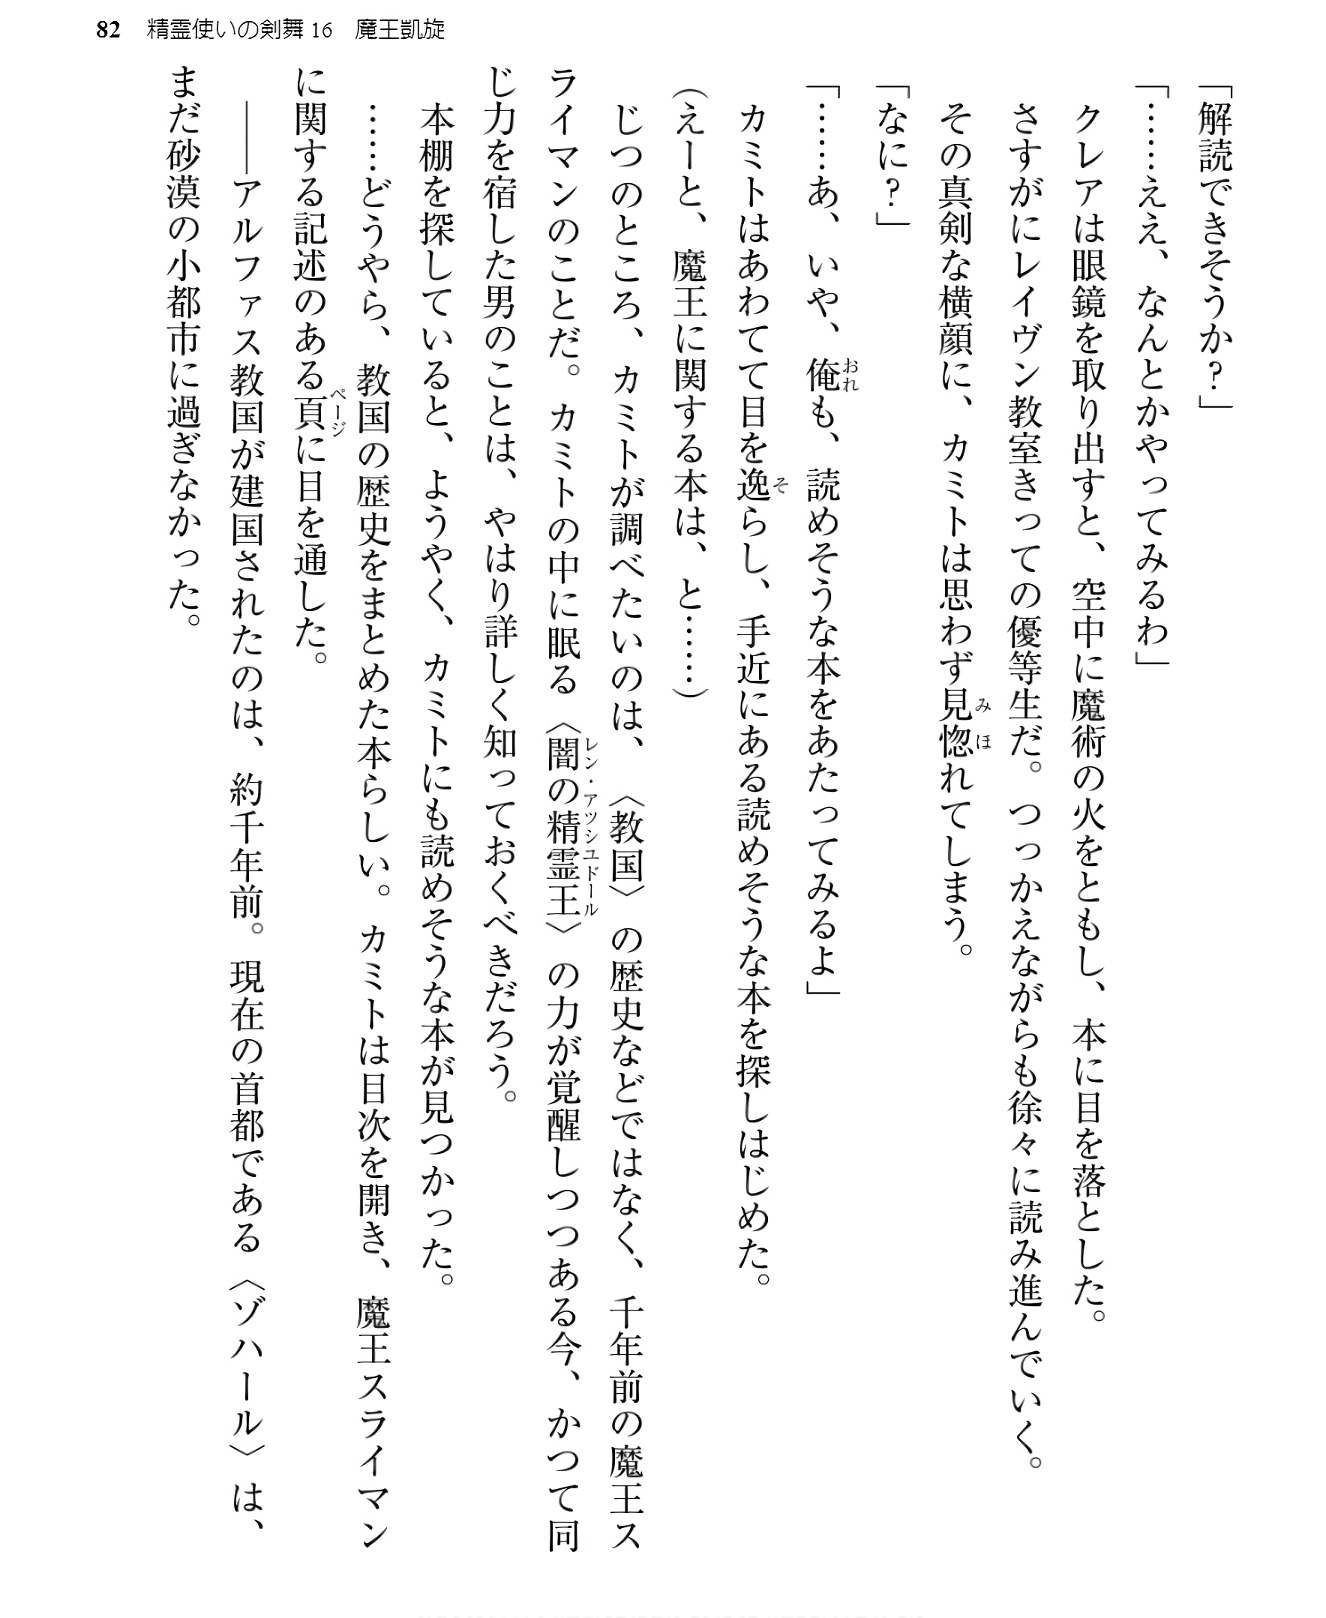 82 精霊使いの剣舞16 魔王凱旋
「解読できそうか？」
「……ええ、なんとかやってみるわ」
クレアは眼鏡を取り出すと、空中に魔術の火をともし、本に目を落とした。
さすがにレイヴン教室きっての優等生だ。つっかえながらも徐々に読み進んでいく。
その真剣な横顔に、カミトは思わず見惚れてしまう。
「なに？」
「……あ、いや、俺も、読めそうな本をあたってみるよ」
カミトはあわてて目を逸らし、手近にある読めそうな本を探しはじめた。
(えーと、魔王に関する本は、と……)
じつのところ、カミトが調べたいのは、〈教国〉の歴史などではなく、千年前の魔王ス
ライマンのことだ。カミトの中に眠る〈闇の精霊王〉の力が覚醒しつつある今、かつて同
じ力を宿した男のことは、やはり詳しく知っておくべきだろう。
本棚を探していると、ようやく、カミトにも読めそうな本が見つかった。
……どうやら、教国の歴史をまとめた本らしい。カミトは目次を開き、魔王スライマン
に関する記述のある頁に目を通した。
――アルファス教国が建国されたのは、約千年前。現在の首都である〈ゾハール〉は、
まだ砂漠の小都市に過ぎなかった。
おれ
そ
みほ
レン・アッシュドール
ページ